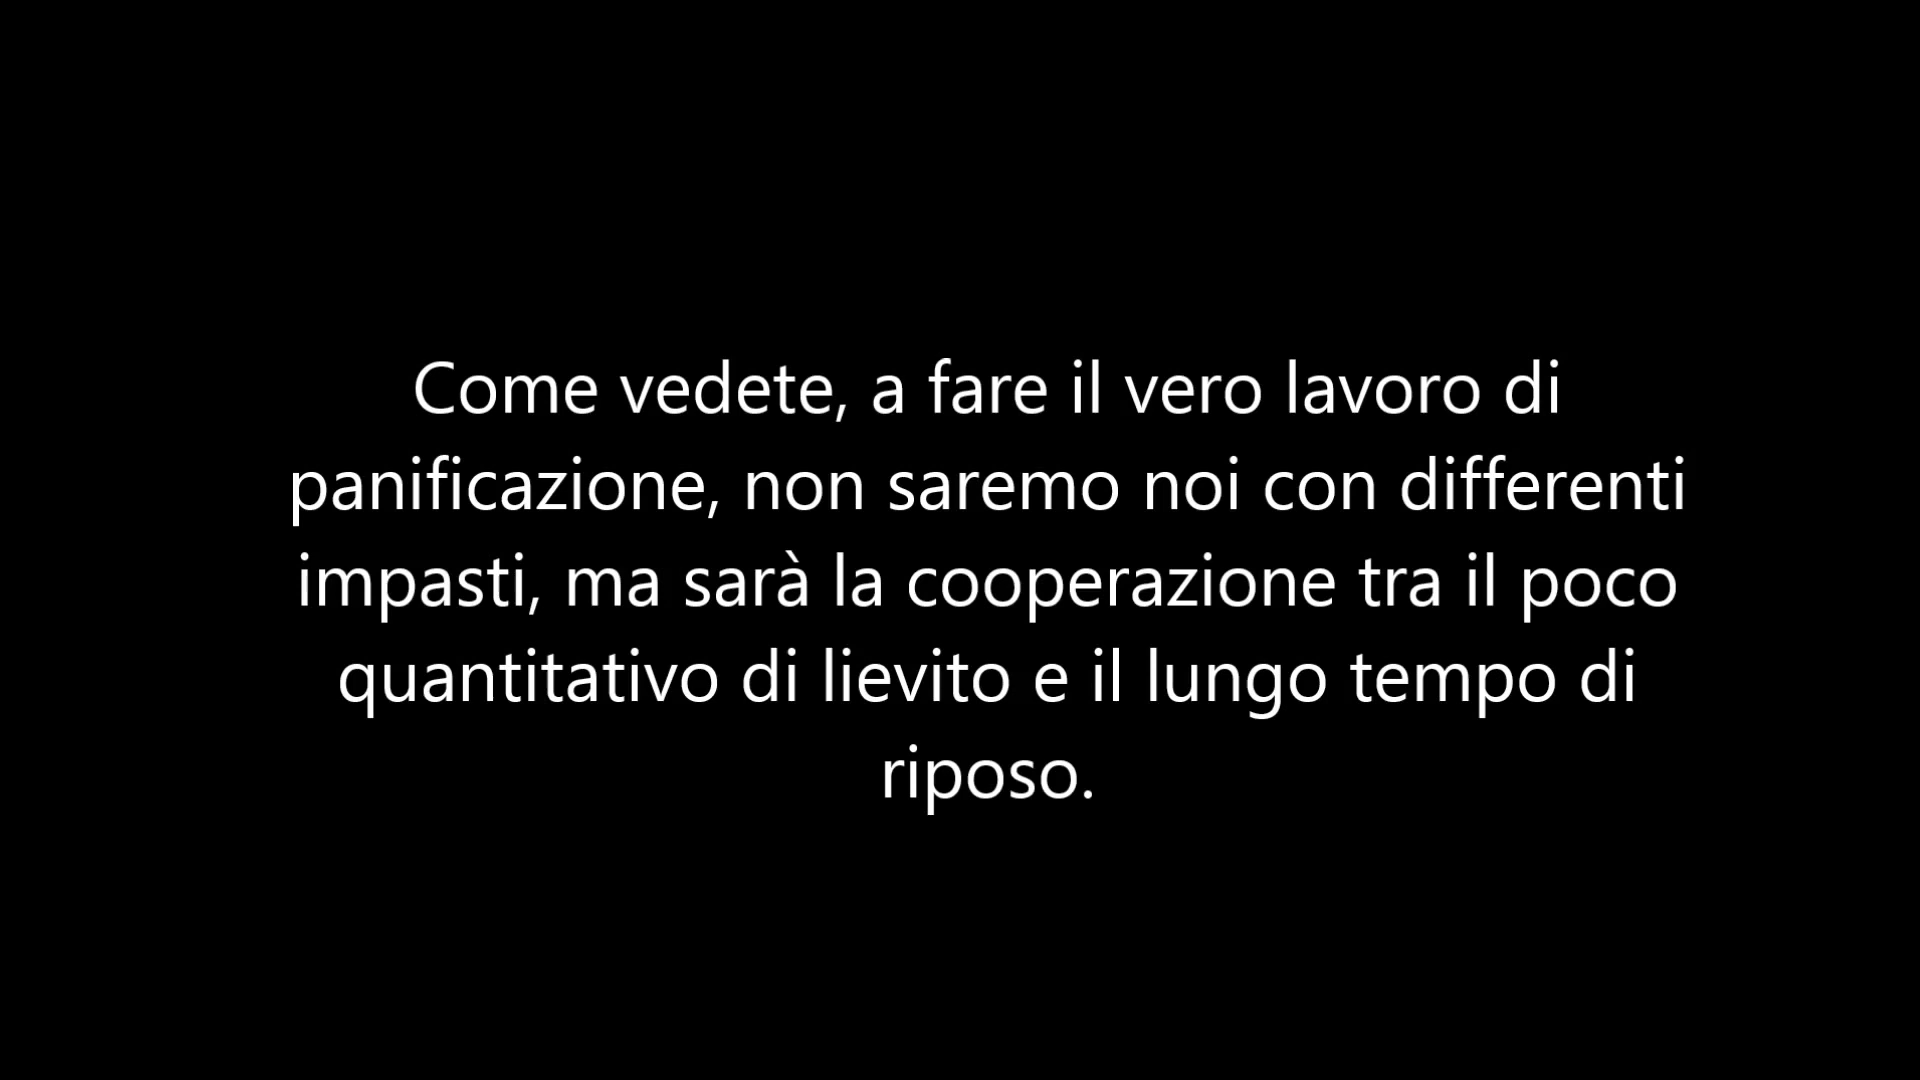 Come vedete, a fare il vero lavoro di
panificazione, non saremo noi con differenti
impasti, ma sarà la cooperazione tra il poco
quantitativo di lievito e il lungo tempo di
riposo.